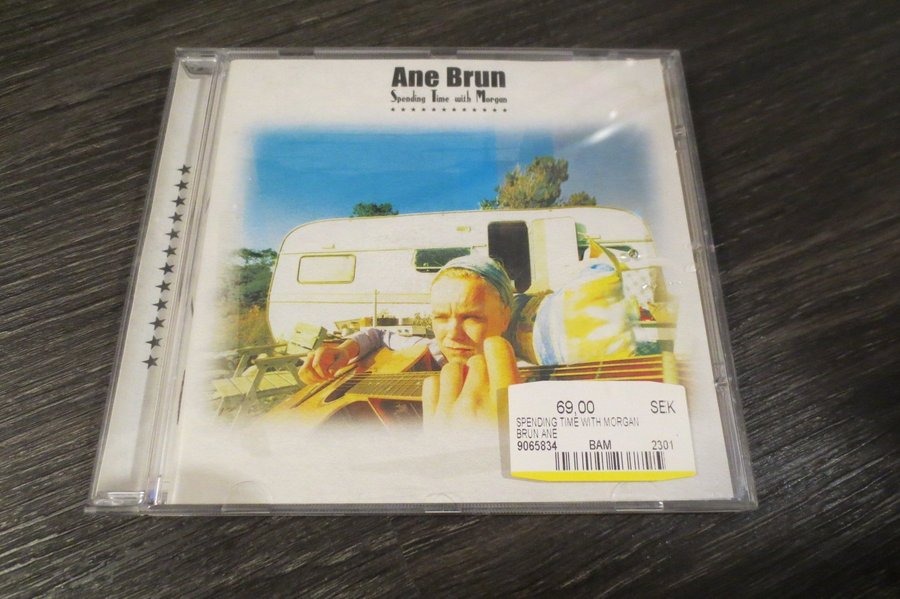 Ane Brun
Spending Time with Morgan
69,00 SEK
SPENDING TIME WITH MORGAN
BRUN ANE
9065834 BAM 2301